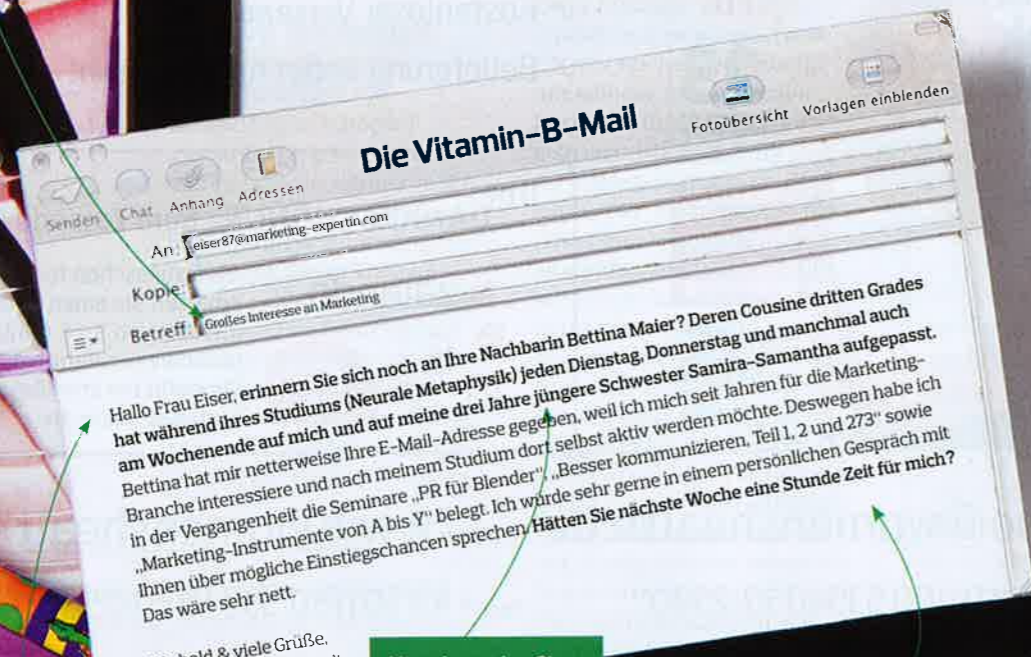 Die Vitamin-B-Mail
Senden Chat Anhang Adressen
Fotoübersicht Vorlagen einblenden
An: eiser87@marketing-expertin.com
Kopie:
Betreff: Großes Interesse an Marketing
Hallo Frau Eiser, erinnern Sie sich noch an Ihre Nachbarin Bettina Maier? Deren Cousine dritten Grades
hat während ihres Studiums (Neurale Metaphysik) jeden Dienstag, Donnerstag und manchmal auch
am Wochenende auf mich und auf meine drei Jahre jüngere Schwester Samira-Samantha aufgepasst.
Bettina hat mir netterweise Ihre E-Mail-Adresse gegeben, weil ich mich seit Jahren für die Marketing-
Branche interessiere und nach meinem Studium dort selbst aktiv werden möchte. Deswegen habe ich
in der Vergangenheit die Seminare „PR für Blender“, „Besser kommunizieren, Teil 1, 2 und 273“ sowie
„Marketing-Instrumente von A bis Y“ belegt. Ich würde sehr gerne in einem persönlichen Gespräch mit
Ihnen über mögliche Einstiegschancen sprechen. Hätten Sie nächste Woche eine Stunde Zeit für mich?
Das wäre sehr nett.
& viele Grüße,